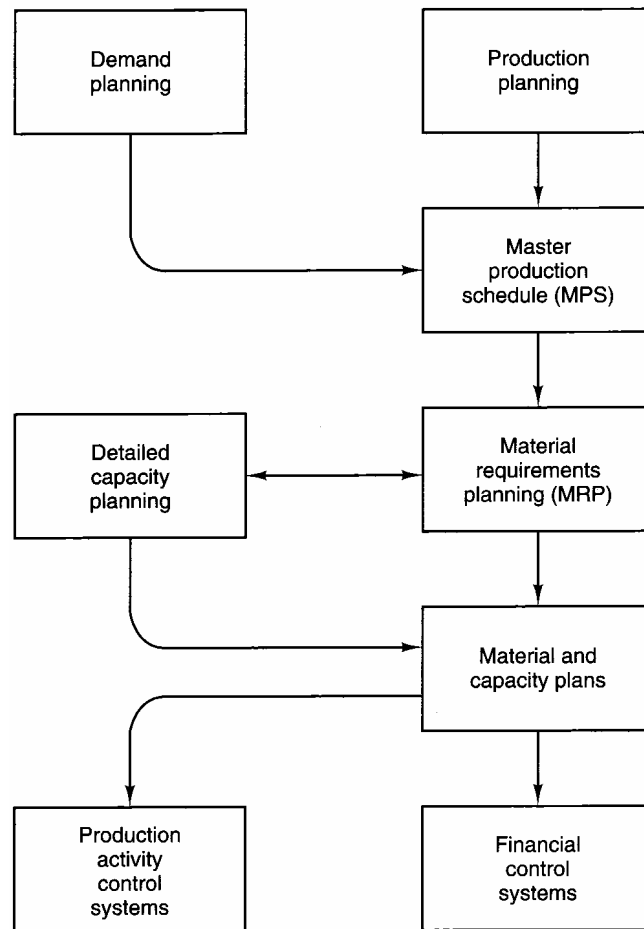 Demand
planning
Production
planning
Master
production
schedule (MPS)
Detailed
capacity
planning
Material
requirements
planning (MRP)
Material and
capacity plans
Production
activity
control
systems
Financial
control
systems